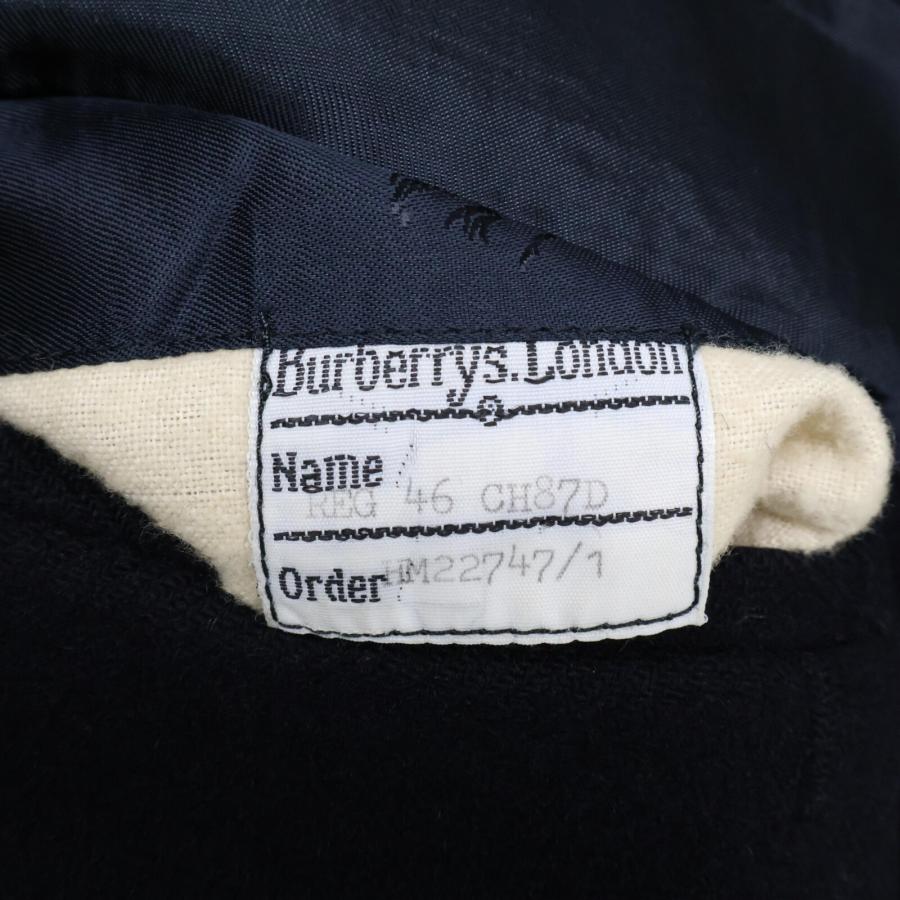 Burberrys. London
Name
REG 46 CH87D
Order HM22747/1